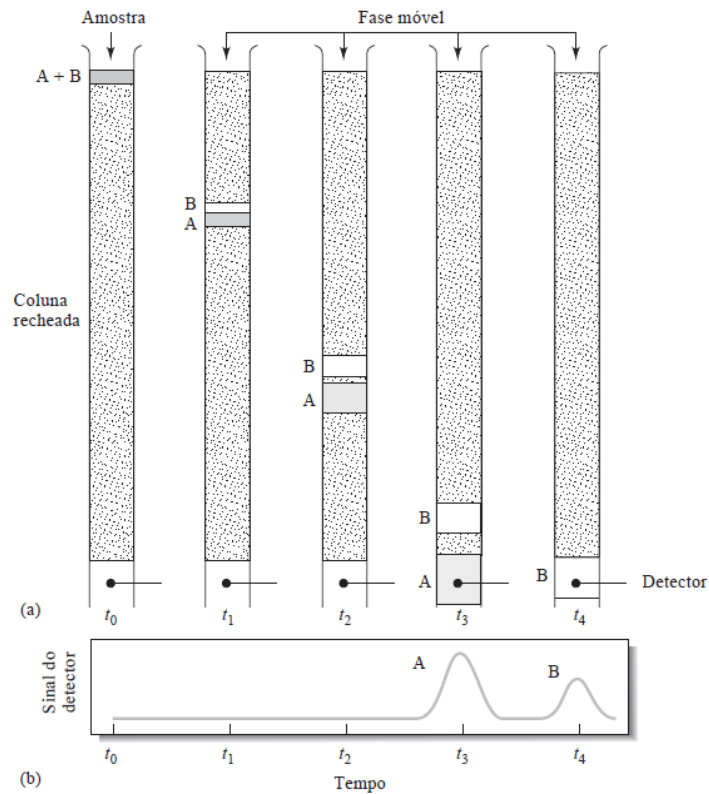 Amostra
Fase móvel
A + B
B
A
Coluna
recheada
B
A
B
A
B
Detector
(a)
t0
t1
t2
t3
t4
Sinal do
detector
A
B
t0
t1
t2
t3
t4
(b)
Tempo